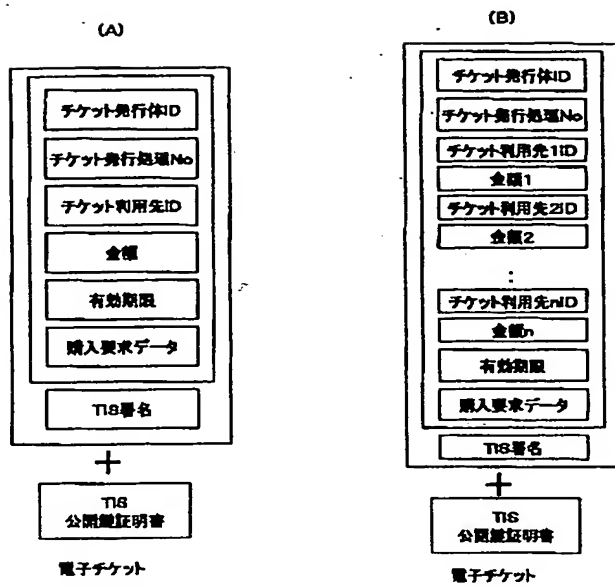 (A)
チケット発行体ID
チケット発行処理No
チケット利用先ID
金額
有効期限
購入要求データ
TIS署名
+
TIS
公開鍵証明書
電子チケット
(B)
チケット発行体ID
チケット発行処理No
チケット利用先1ID
金額1
チケット利用先2ID
金額2
:
チケット利用先nID
金額n
有効期限
購入要求データ
TIS署名
+
TIS
公開鍵証明書
電子チケット